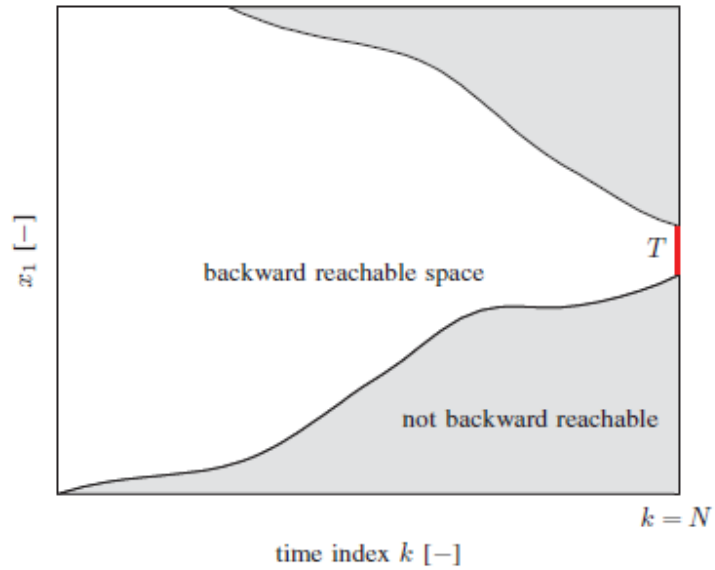 x₁ [−]
T
backward reachable space
not backward reachable
k = N
time index k [−]